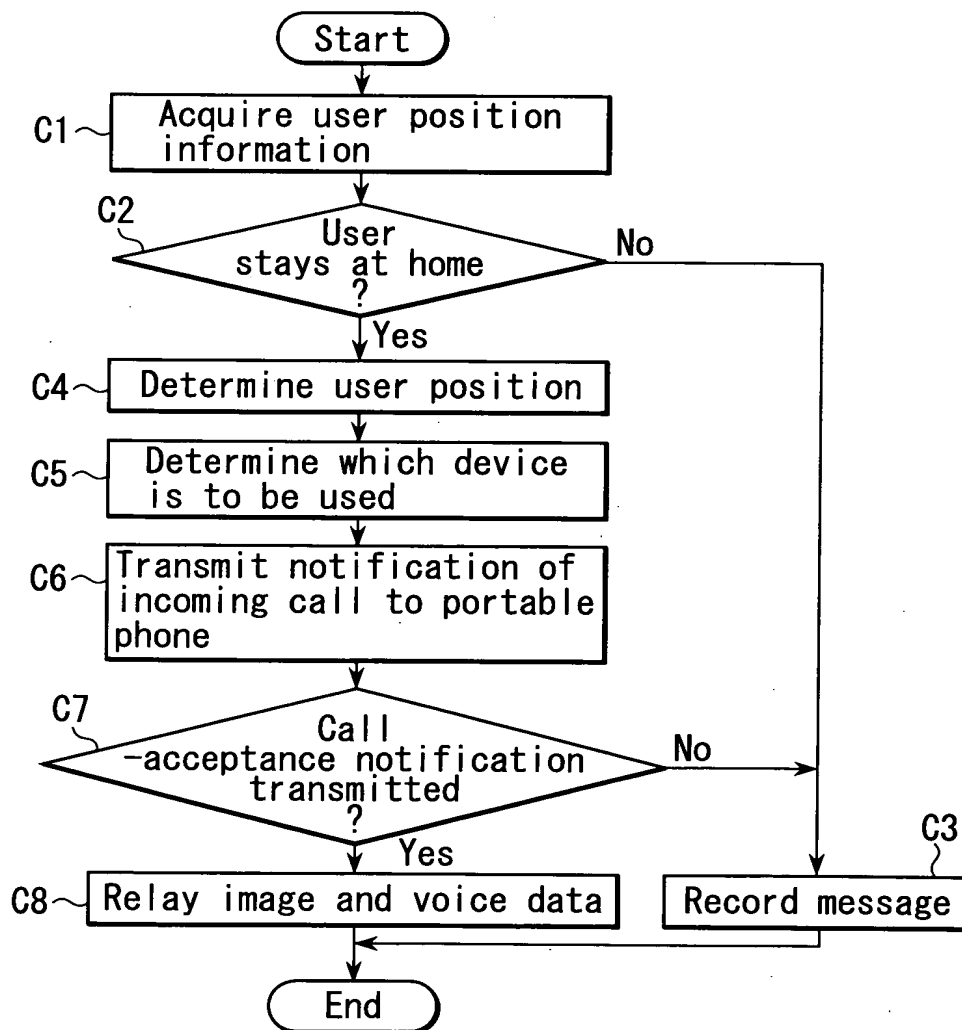 Start
C1
Acquire user position
information
C2
User
stays at home
?
No
Yes
C4
Determine user position
C5
Determine which device
is to be used
C6
Transmit notification of
incoming call to portable
phone
C7
Call
-acceptance notification
transmitted
?
No
Yes
C3
C8
Relay image and voice data
Record message
End